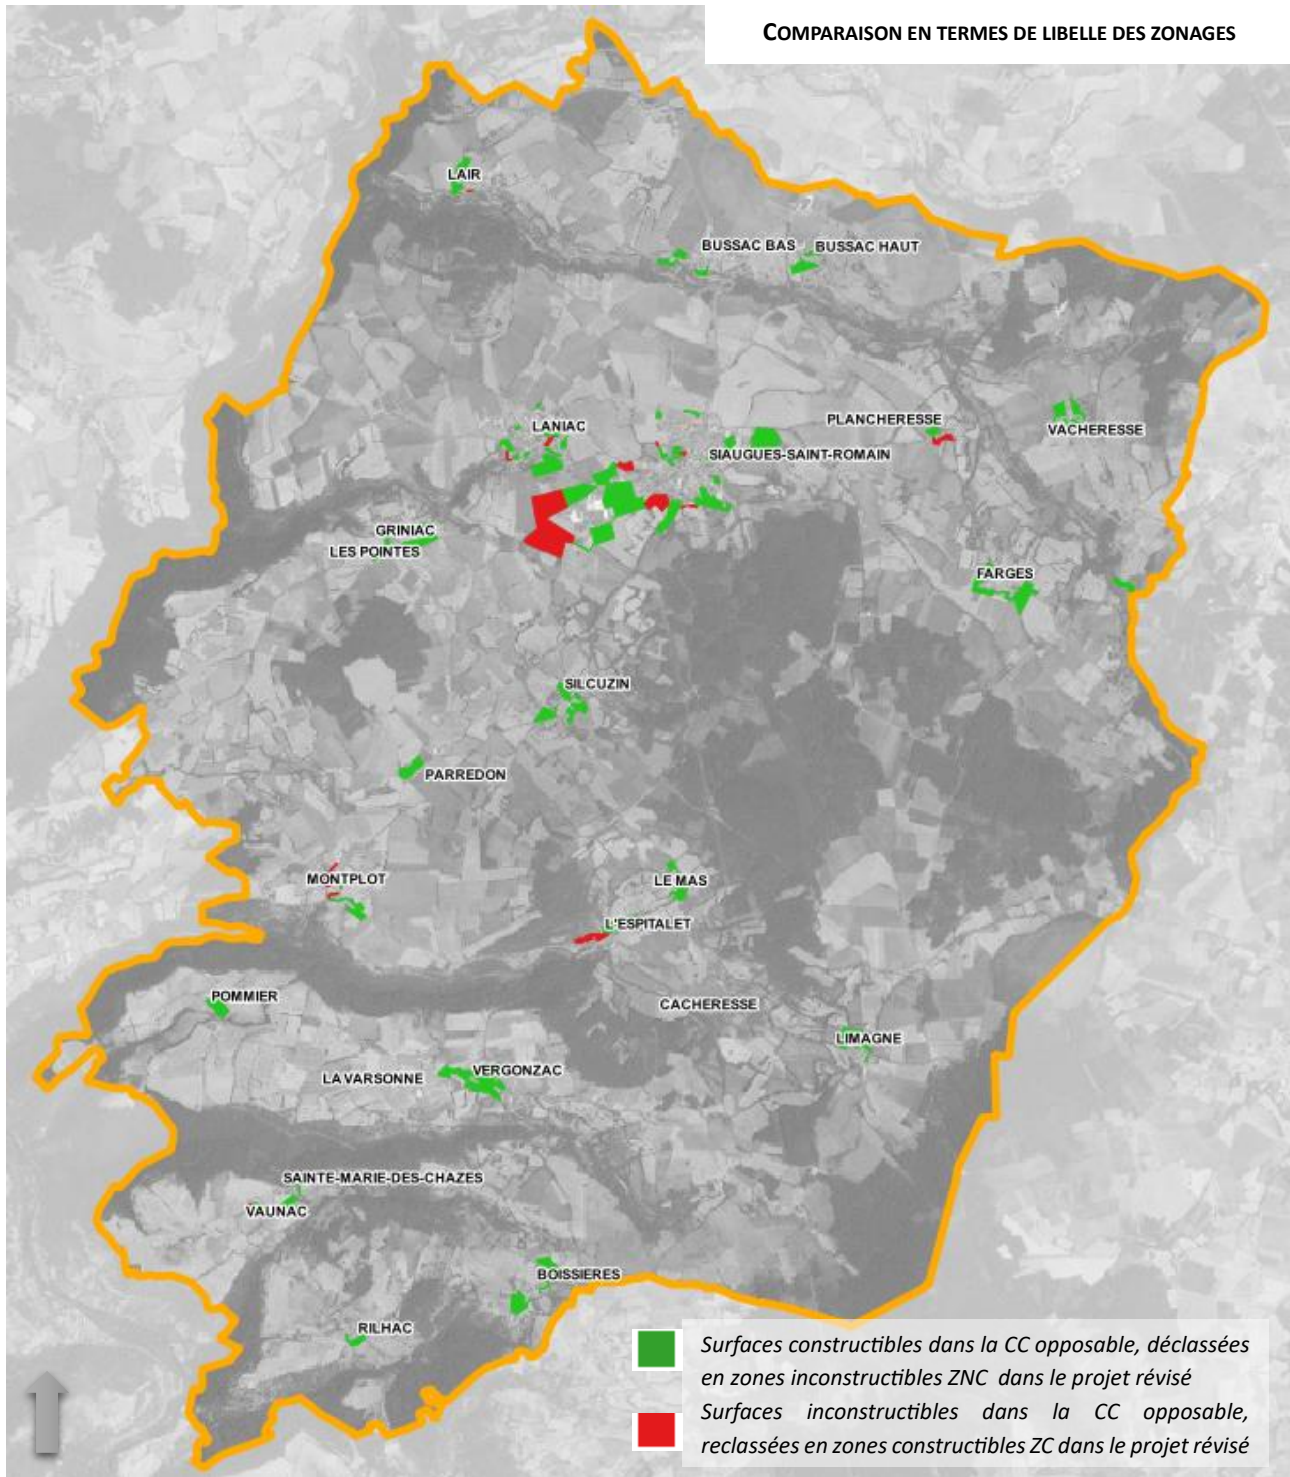 COMPARAISON EN TERMES DE LIBELLE DES ZONAGES
LAIR
BUSSAC BAS
BUSSAC HAUT
LANIAC
PLANCHERESSE
VACHERESSE
SIAUGUES-SAINT-ROMAIN
GRINIAC
LES POINTES
FARGES
SILCUZIN
PARREDON
MONTPLOT
LE MAS
L'ESPITALET
POMMIER
CACHERESSE
LIMAGNE
LAVARSONNE
VERGONZAC
SAINTE-MARIE-DES-CHAZES
VAUNAC
BOISSIERES
RILHAC
Surfaces constructibles dans la CC opposable, déclassées
en zones inconstructibles ZNC dans le projet révisé
Surfaces inconstructibles dans la CC opposable,
reclassées en zones constructibles ZC dans le projet révisé